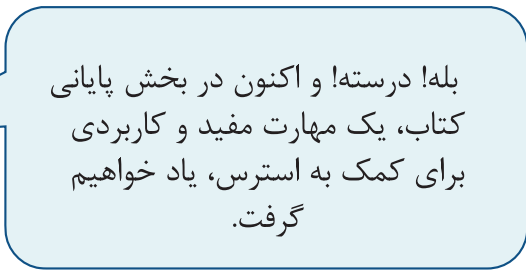 بله! درسته! و اکنون در بخش پایانی
کتاب، یک مهارت مفید و کاربردی
برای کمک به استرس، یاد خواهیم
گرفت.